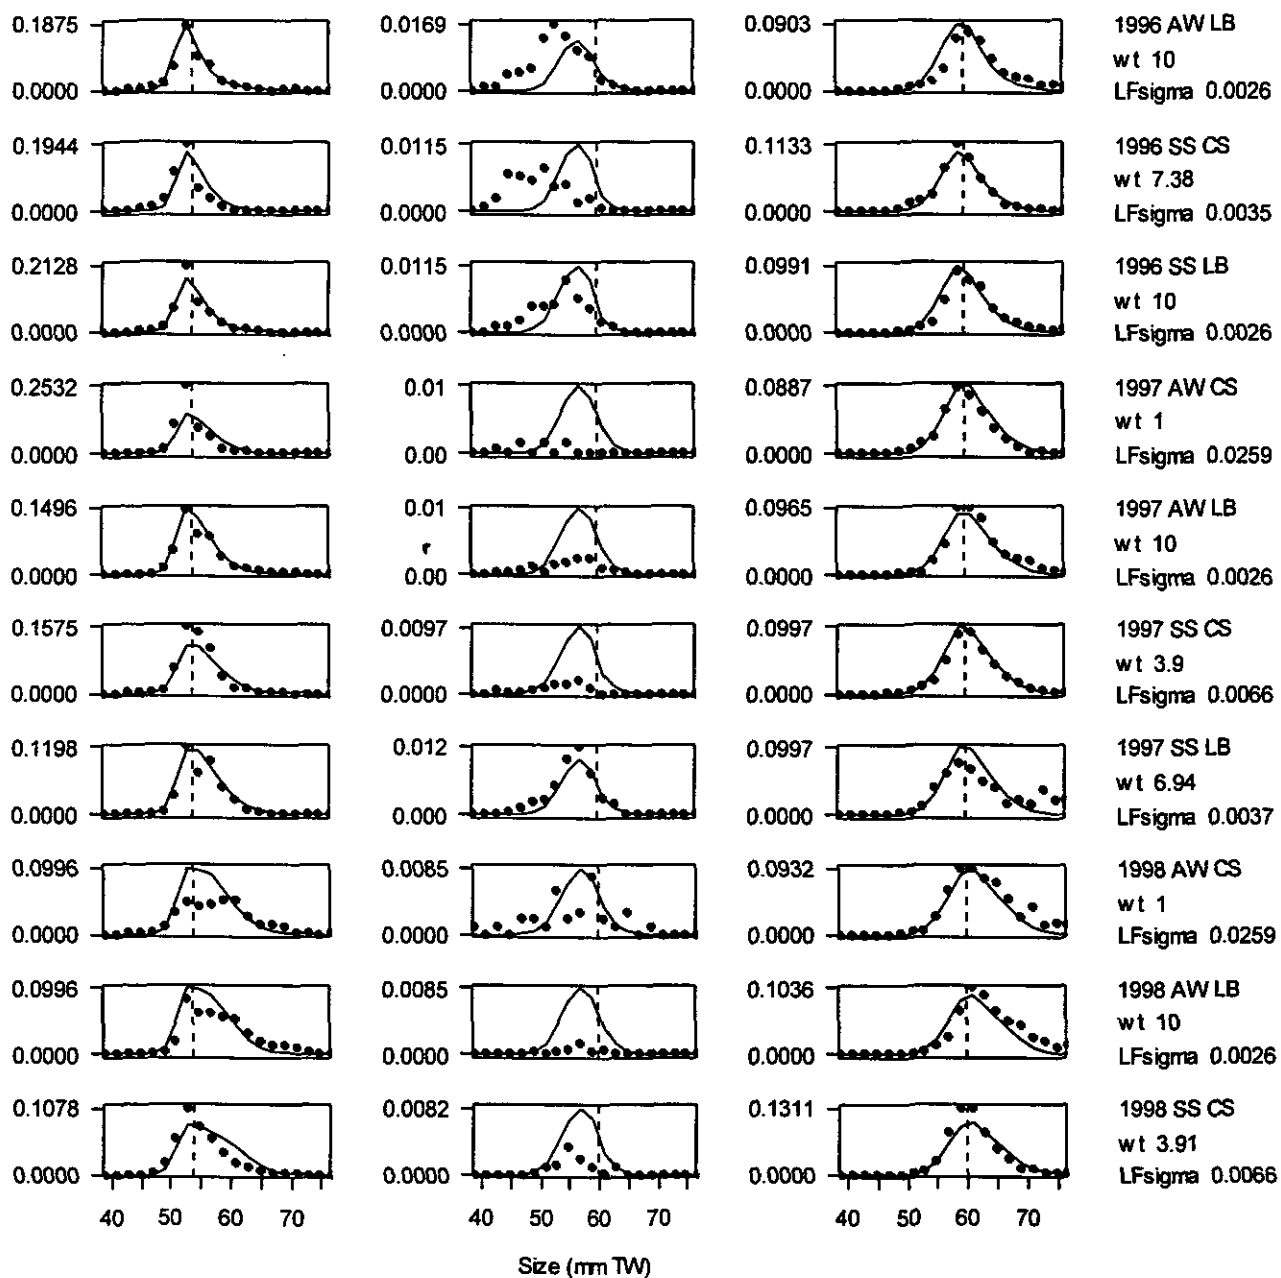 0.1875 0.0169 0.0903 1996 AW LB
wt 10
0.0000 0.0000 0.0000 LFsigma 0.0026
0.1944 0.0115 0.1133 1996 SS CS
wt 7.38
0.0000 0.0000 0.0000 LFsigma 0.0035
0.2128 0.0115 0.0991 1996 SS LB
wt 10
0.0000 0.0000 0.0000 LFsigma 0.0026
0.2532 0.01 0.0887 1997 AW CS
wt 1
0.0000 0.00 0.0000 LFsigma 0.0259
0.1496 0.01 0.0965 1997 AW LB
r wt 10
0.0000 0.00 0.0000 LFsigma 0.0026
0.1575 0.0097 0.0997 1997 SS CS
wt 3.9
0.0000 0.0000 0.0000 LFsigma 0.0066
0.1198 0.012 0.0997 1997 SS LB
wt 6.94
0.0000 0.000 0.0000 LFsigma 0.0037
0.0996 0.0085 0.0932 1998 AW CS
wt 1
0.0000 0.0000 0.0000 LFsigma 0.0259
0.0996 0.0085 0.1036 1998 AW LB
wt 10
0.0000 0.0000 0.0000 LFsigma 0.0026
0.1078 0.0082 0.1311 1998 SS CS
wt 3.91
0.0000 0.0000 0.0000 LFsigma 0.0066
40 50 60 70 40 50 60 70 40 50 60 70
Size (mm TW)